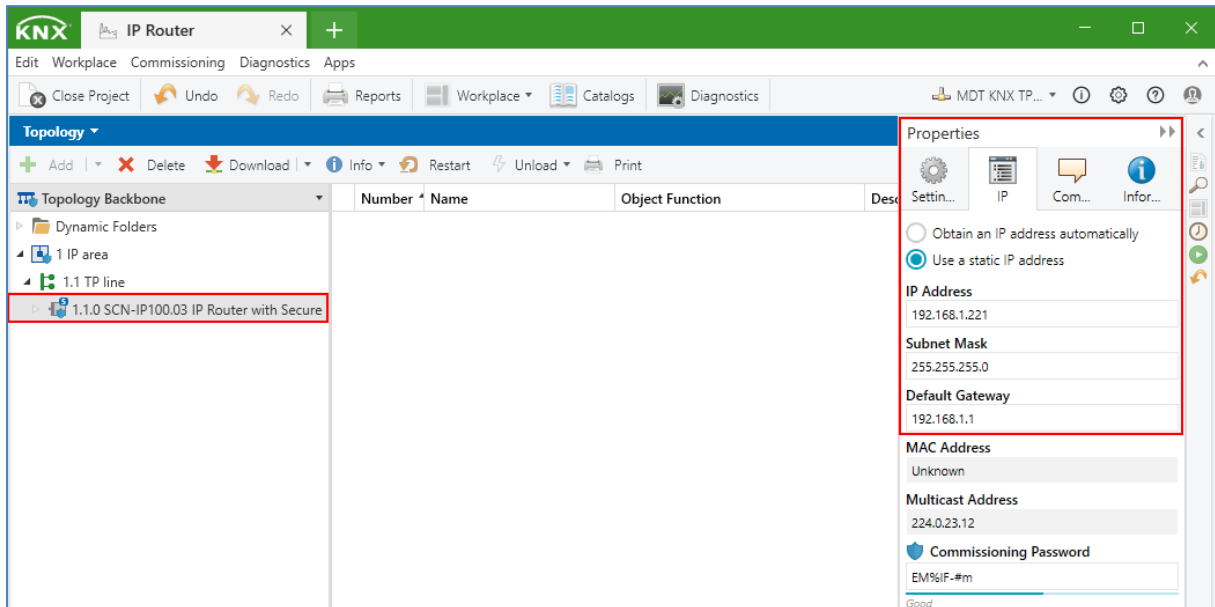 KNX IP Router
Edit Workplace Commissioning Diagnostics Apps
Close Project Undo Redo Reports Workplace Catalogs Diagnostics MDT KNX TP...
Topology
Add Delete Download Info Restart Unload Print
Topology Backbone
Number Name Object Function Desc
Dynamic Folders
1 IP area
1.1 TP line
1.1.0 SCN-IP100.03 IP Router with Secure
Properties
Settin... IP Com... Infor...
Obtain an IP address automatically
Use a static IP address
IP Address
192.168.1.221
Subnet Mask
255.255.255.0
Default Gateway
192.168.1.1
MAC Address
Unknown
Multicast Address
224.0.23.12
Commissioning Password
EM%IF-#m
Good